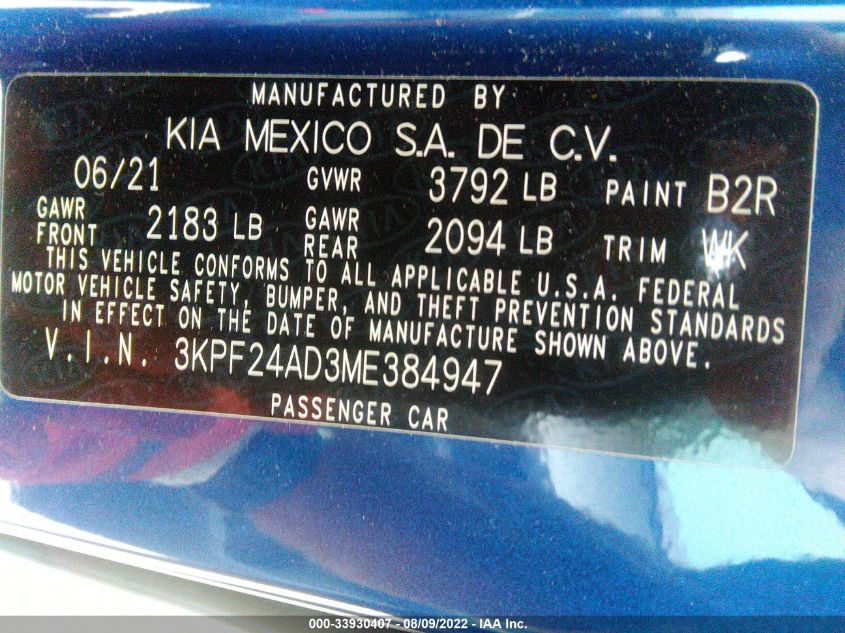 MANUFACTURED BY
KIA MEXICO S.A. DE C.V.
06/21 GVWR 3792 LB PAINT B2R
GAWR FRONT 2183 LB GAWR REAR 2094 LB TRIM WK
THIS VEHICLE CONFORMS TO ALL APPLICABLE U.S.A. FEDERAL
MOTOR VEHICLE SAFETY, BUMPER, AND THEFT PREVENTION STANDARDS
IN EFFECT ON THE DATE OF MANUFACTURE SHOWN ABOVE.
V.I.N. 3KPF24AD3ME384947
PASSENGER CAR
000-33930407 - 08/09/2022 - IAA Inc.